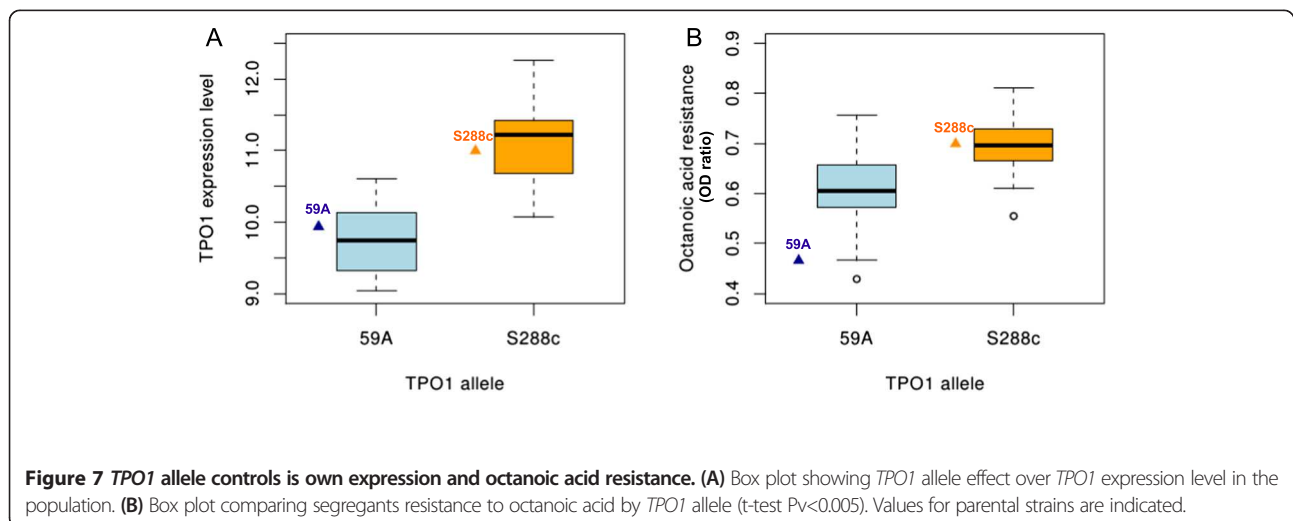 A
TPO1 expression level
12.0
11.0
10.0
9.0
59A
S288c
59A
S288c
TPO1 allele
B
Octanoic acid resistance
(OD ratio)
0.9
0.8
0.7
0.6
0.5
0.4
59A
S288c
59A
S288c
TPO1 allele
Figure 7 TPO1 allele controls is own expression and octanoic acid resistance. (A) Box plot showing TPO1 allele effect over TPO1 expression level in the
population. (B) Box plot comparing segregants resistance to octanoic acid by TPO1 allele (t-test Pv<0.005). Values for parental strains are indicated.